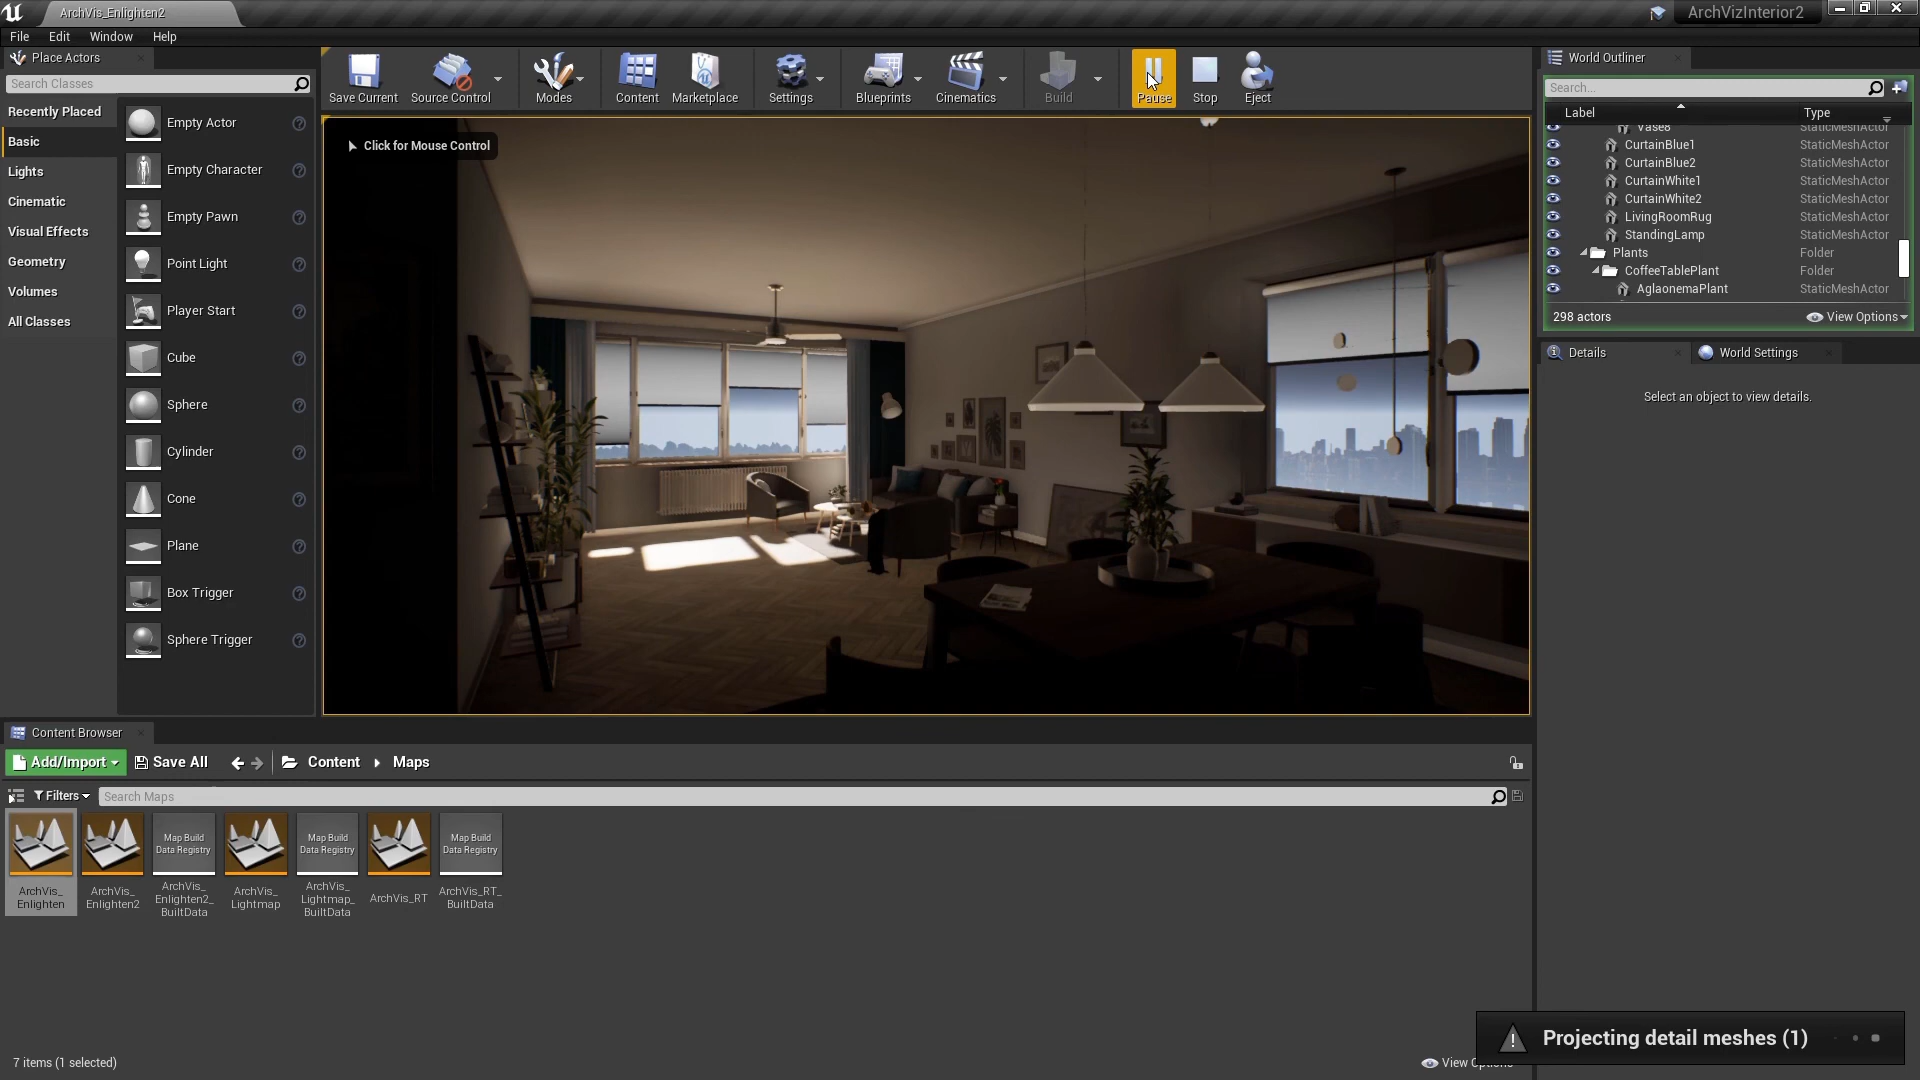 ArchVis_Enlighten2
ArchVizInterior2
File
Edit
Window
Help
Place Actors
Search Classes
Recently Placed
Basic
Lights
Cinematic
Visual Effects
Geometry
Volumes
All Classes
Empty Actor
Empty Character
Empty Pawn
Point Light
Player Start
Cube
Sphere
Cylinder
Cone
Plane
Box Trigger
Sphere Trigger
Save Current
Source Control
Modes
Content
Marketplace
Settings
Blueprints
Cinematics
Build
Pause
Stop
Eject
Click for Mouse Control
World Outliner
Search...
Label
Type
Vase8
StaticMeshActor
CurtainBlue1
StaticMeshActor
CurtainBlue2
StaticMeshActor
CurtainWhite1
StaticMeshActor
CurtainWhite2
StaticMeshActor
LivingRoomRug
StaticMeshActor
StandingLamp
StaticMeshActor
Plants
Folder
CoffeeTablePlant
Folder
AglaonemaPlant
StaticMeshActor
298 actors
View Options
Details
World Settings
Select an object to view details.
Content Browser
Add/Import
Save All
Content
Maps
Filters
Search Maps
ArchVis_
Enlighten
ArchVis_
Enlighten2
Map Build
Data Registry
ArchVis_
Enlighten2_
BuiltData
ArchVis_
Lightmap
Map Build
Data Registry
ArchVis_
Lightmap_
BuiltData
ArchVis_RT
Map Build
Data Registry
ArchVis_RT_
BuiltData
7 items (1 selected)
Projecting detail meshes (1)
View